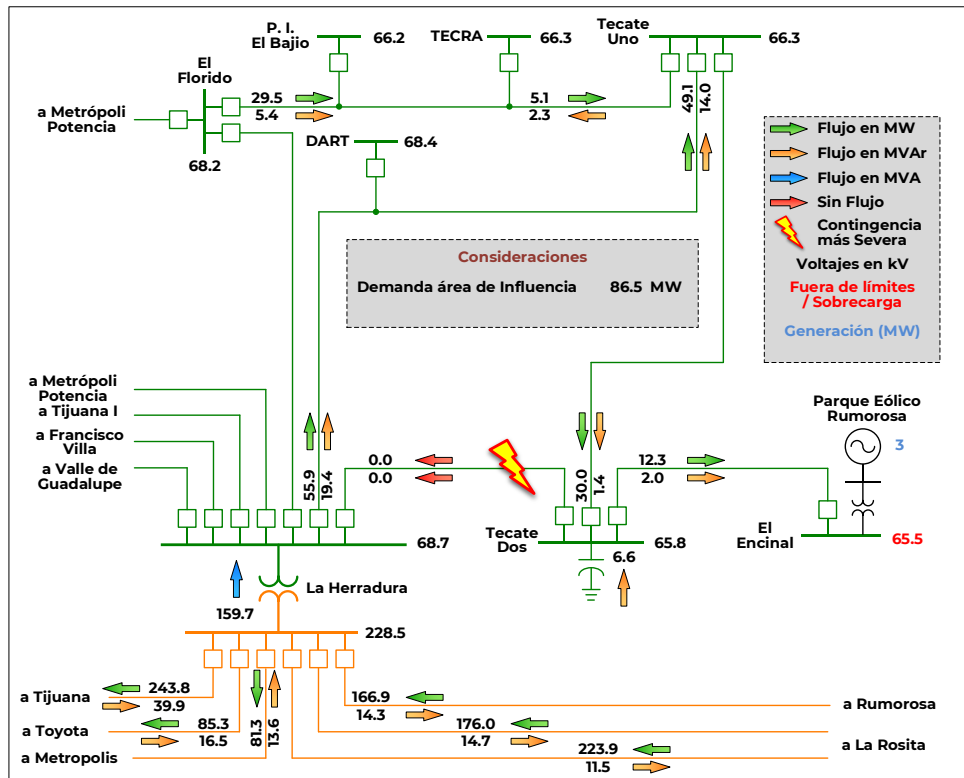 P. I.
El Bajio
66.2
TECRA
66.3
Tecate
Uno
66.3
El
Florido
29.5
5.4
5.1
2.3
49.1
14.0
a Metrópoli
Potencia
68.2
DART
68.4
Flujo en MW
Flujo en MVAr
Flujo en MVA
Sin Flujo
Contingencia
más Severa
Voltajes en kV
Fuera de límites
/ Sobrecarga
Generación (MW)
Consideraciones
Demanda área de Influencia 86.5 MW
a Metrópoli
Potencia
a Tijuana I
a Francisco
Villa
a Valle de
Guadalupe
55.9
19.4
0.0
0.0
30.0
1.4
12.3
2.0
Parque Eólico
Rumorosa
3
68.7
Tecate
Dos
65.8
6.6
El
Encinal
65.5
La Herradura
159.7
228.5
a Tijuana
243.8
39.9
a Toyota
85.3
16.5
a Metropolis
81.3
13.6
166.9
14.3
a Rumorosa
176.0
14.7
a La Rosita
223.9
11.5